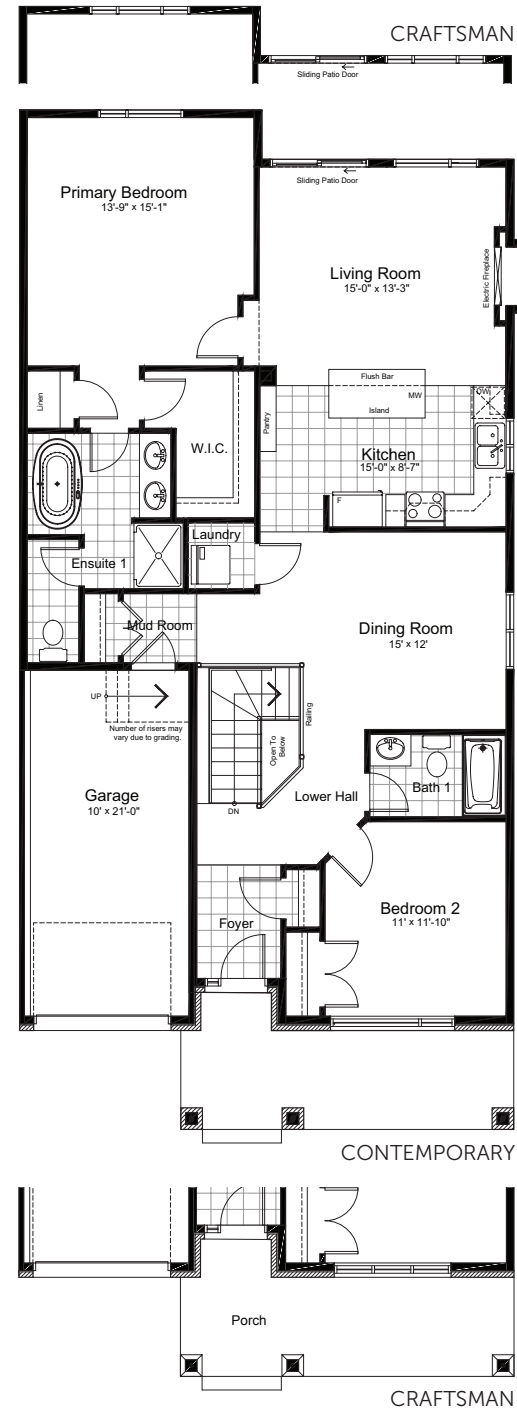 CRAFTSMAN
Sliding Patio Door
Sliding Patio Door
Primary Bedroom
13'-9" x 15'-1"
Living Room
15'-0" x 13'-3"
Electric Fireplace
Linen
W.I.C.
Pantry
Flush Bar
MW
Island
DW
Kitchen
15'-0" x 8'-7"
F
Ensuite 1
Laundry
Mud Room
Dining Room
15' x 12'
UP
Number of risers may
vary due to grading.
Garage
10' x 21'-0"
Open To
Below
Railing
DN
Lower Hall
Bath 1
Foyer
Bedroom 2
11' x 11'-10"
CONTEMPORARY
Porch
CRAFTSMAN